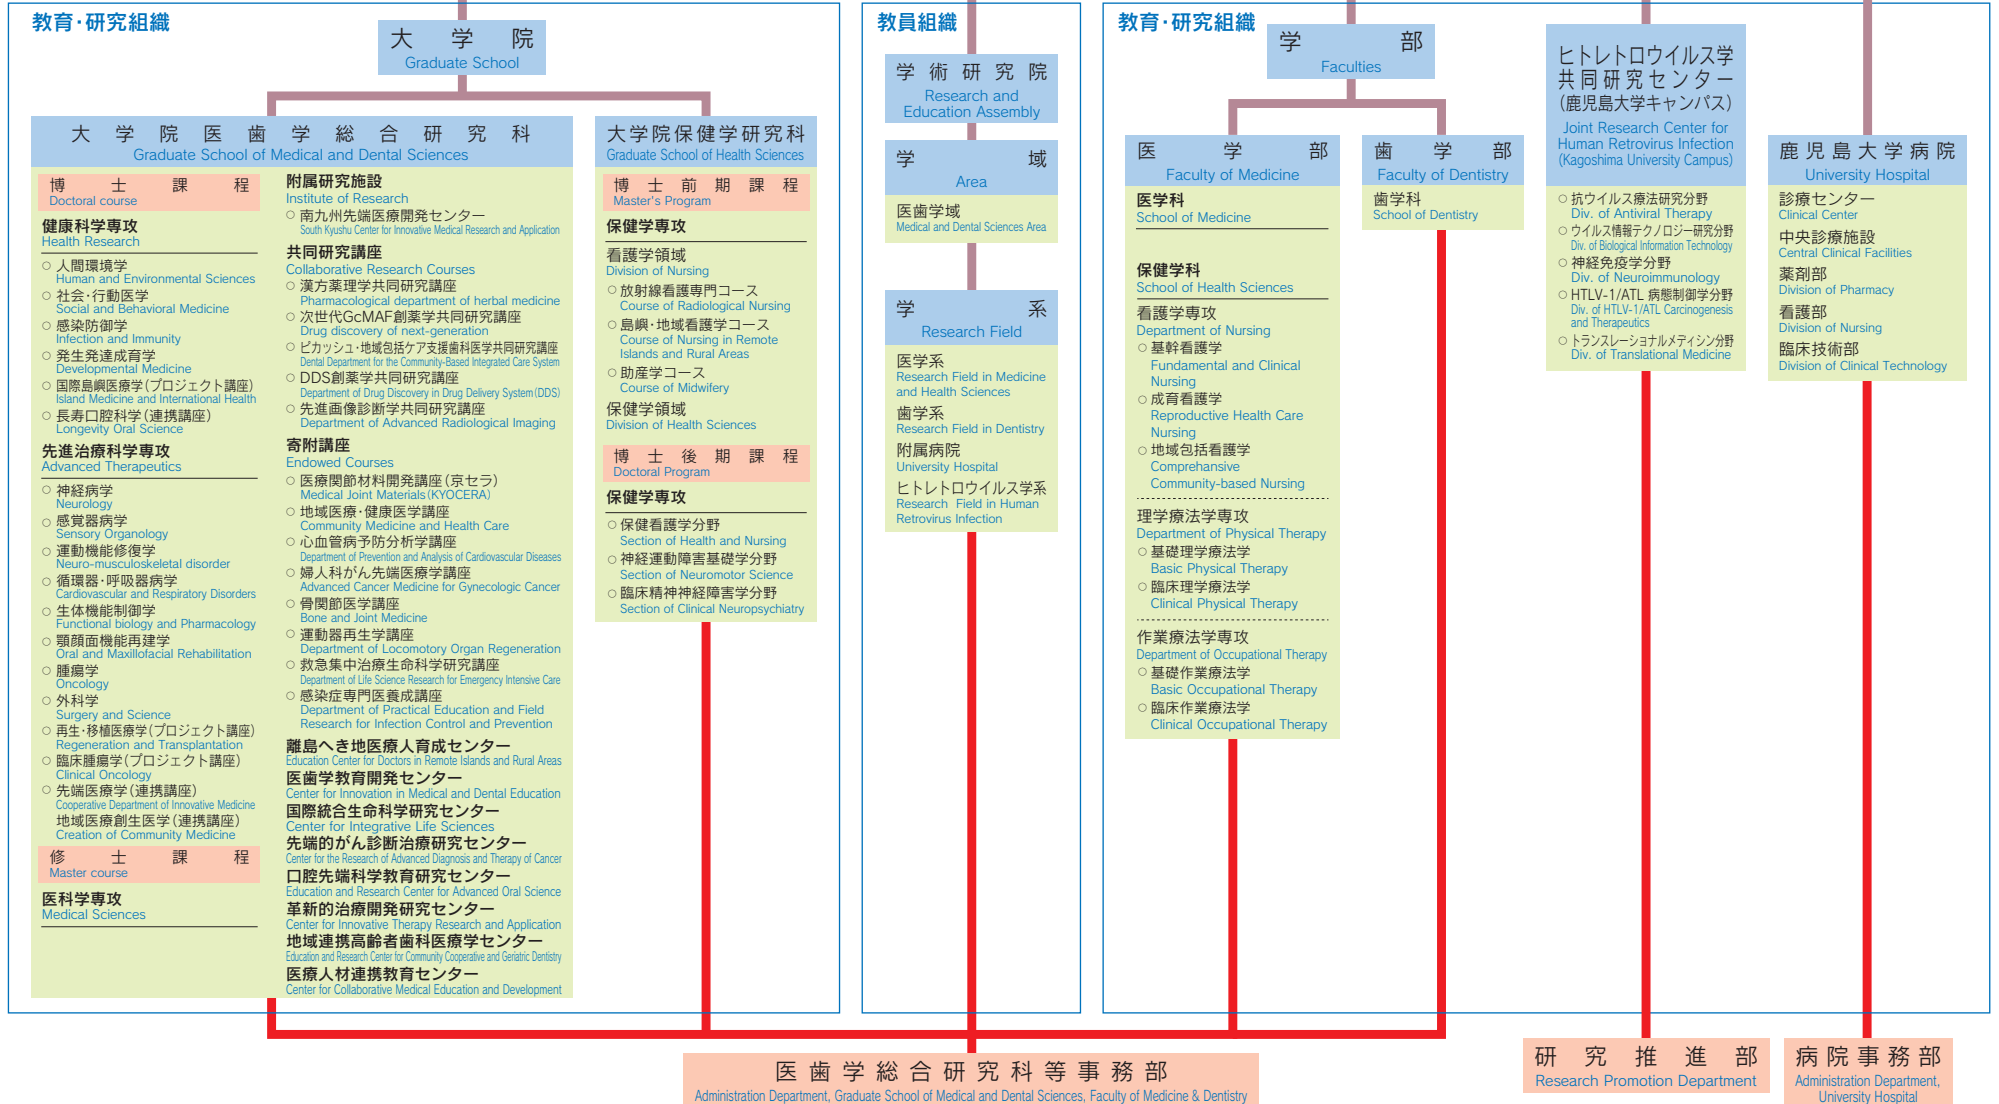 教育・研究組織
大学院
Graduate School
大学院医歯学総合研究科
Graduate School of Medical and Dental Sciences
博士課程
Doctoral course
健康科学専攻
Health Research
○ 人間環境学
Human and Environmental Sciences
○ 社会・行動医学
Social and Behavioral Medicine
○ 感染防御学
Infection and Immunity
○ 発生発達成育学
Developmental Medicine
○ 国際島嶼医療学(プロジェクト講座)
Island Medicine and International Health
○ 長寿口腔科学(連携講座)
Longevity Oral Science
先進治療科学専攻
Advanced Therapeutics
○ 神経病学
Neurology
○ 感覚器病学
Sensory Organology
○ 運動機能修復学
Neuro-musculoskeletal disorder
○ 循環器・呼吸器病学
Cardiovascular and Respiratory Disorders
○ 生体機能制御学
Functional biology and Pharmacology
○ 顎顔面機能再建学
Oral and Maxillofacial Rehabilitation
○ 腫瘍学
Oncology
○ 外科学
Surgery and Science
○ 再生・移植医療学(プロジェクト講座)
Regeneration and Transplantation
○ 臨床腫瘍学(プロジェクト講座)
Clinical Oncology
○ 先端医療学(連携講座)
Cooperative Department of Innovative Medicine
地域医療創生医学(連携講座)
Creation of Community Medicine
修士課程
Master course
医科学専攻
Medical Sciences
附属研究施設
Institute of Research
○ 南九州先端医療開発センター
South Kyushu Center for Innovative Medical Research and Application
共同研究講座
Collaborative Research Courses
○ 漢方薬理学共同研究講座
Pharmacological department of herbal medicine
○ 次世代GcMAF創薬学共同研究講座
Drug discovery of next-generation
○ ピカッシュ・地域包括ケア支援歯科医学共同研究講座
Dental Department for the Community-Based Integrated Care System
○ DDS創薬学共同研究講座
Department of Drug Discovery in Drug Delivery System (DDS)
○ 先進画像診断学共同研究講座
Department of Advanced Radiological Imaging
寄附講座
Endowed Courses
○ 医療関節材料開発講座(京セラ)
Medical Joint Materials (KYOCERA)
○ 地域医療・健康医学講座
Community Medicine and Health Care
○ 心血管病予防分析学講座
Department of Prevention and Analysis of Cardiovascular Diseases
○ 婦人科がん先端医療学講座
Advanced Cancer Medicine for Gynecologic Cancer
○ 骨関節医学講座
Bone and Joint Medicine
○ 運動器再生学講座
Department of Locomotory Organ Regeneration
○ 救急集中治療生命科学研究講座
Department of Life Science Research for Emergency Intensive Care
○ 感染症専門医養成講座
Department of Practical Education and Field
Research for Infection Control and Prevention
離島へき地医療人育成センター
Education Center for Doctors in Remote Islands and Rural Areas
医歯学教育開発センター
Center for Innovation in Medical and Dental Education
国際統合生命科学研究センター
Center for Integrative Life Sciences
先端的がん診断治療研究センター
Center for the Research of Advanced Diagnosis and Therapy of Cancer
口腔先端科学教育研究センター
Education and Research Center for Advanced Oral Science
革新的治療開発研究センター
Center for Innovative Therapy Research and Application
地域連携高齢者歯科医療学センター
Education and Research Center for Community Cooperative and Geriatric Dentistry
医療人材連携教育センター
Center for Collaborative Medical Education and Development
大学院保健学研究科
Graduate School of Health Sciences
博士前期課程
Master's Program
保健学専攻
看護学領域
Division of Nursing
○ 放射線看護専門コース
Course of Radiological Nursing
○ 島嶼・地域看護学コース
Course of Nursing in Remote
Islands and Rural Areas
○ 助産学コース
Course of Midwifery
保健学領域
Division of Health Sciences
博士後期課程
Doctoral Program
保健学専攻
○ 保健看護学分野
Section of Health and Nursing
○ 神経運動障害基礎学分野
Section of Neuromotor Science
○ 臨床精神神経障害学分野
Section of Clinical Neuropsychiatry
教員組織
学術研究院
Research and
Education Assembly
学域
Area
医歯学域
Medical and Dental Sciences Area
学系
Research Field
医学系
Research Field in Medicine
and Health Sciences
歯学系
Research Field in Dentistry
附属病院
University Hospital
ヒトレトロウイルス学系
Research Field in Human
Retrovirus Infection
教育・研究組織
学部
Faculties
医学部
Faculty of Medicine
医学科
School of Medicine
保健学科
School of Health Sciences
看護学専攻
Department of Nursing
○ 基幹看護学
Fundamental and Clinical
Nursing
○ 成育看護学
Reproductive Health Care
Nursing
○ 地域包括看護学
Comprehansive
Community-based Nursing
理学療法学専攻
Department of Physical Therapy
○ 基礎理学療法学
Basic Physical Therapy
○ 臨床理学療法学
Clinical Physical Therapy
作業療法学専攻
Department of Occupational Therapy
○ 基礎作業療法学
Basic Occupational Therapy
○ 臨床作業療法学
Clinical Occupational Therapy
歯学部
Faculty of Dentistry
歯学科
School of Dentistry
ヒトレトロウイルス学
共同研究センター
(鹿児島大学キャンパス)
Joint Research Center for
Human Retrovirus Infection
(Kagoshima University Campus)
○ 抗ウイルス療法研究分野
Div. of Antiviral Therapy
○ ウイルス情報テクノロジー研究分野
Div. of Biological Information Technology
○ 神経免疫学分野
Div. of Neuroimmunology
○ HTLV-1/ATL 病態制御学分野
Div. of HTLV-1/ATL Carcinogenesis
and Therapeutics
○ トランスレーショナルメディシン分野
Div. of Translational Medicine
鹿児島大学病院
University Hospital
診療センター
Clinical Center
中央診療施設
Central Clinical Facilities
薬剤部
Division of Pharmacy
看護部
Division of Nursing
臨床技術部
Division of Clinical Technology
医歯学総合研究科等事務部
Administration Department, Graduate School of Medical and Dental Sciences, Faculty of Medicine & Dentistry
研究推進部
Research Promotion Department
病院事務部
Administration Department,
University Hospital